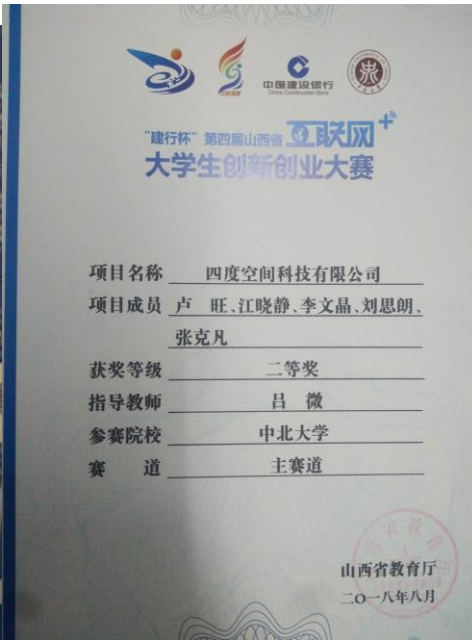 中国建设银行
China Construction Bank
“建行杯”第四届山西省 互联网+
大学生创新创业大赛
项目名称 四度空间科技有限公司
项目成员 卢 旺、江晓静、李文晶、刘思朗、
张克凡
获奖等级 二等奖
指导教师 吕 微
参赛院校 中北大学
赛 道 主赛道
山西省教育厅
二〇一八年八月